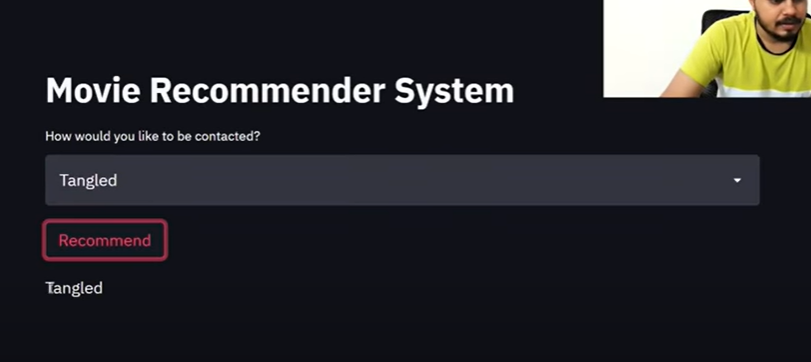 Movie Recommender System
How would you like to be contacted?
Tangled
Recommend
Tangled